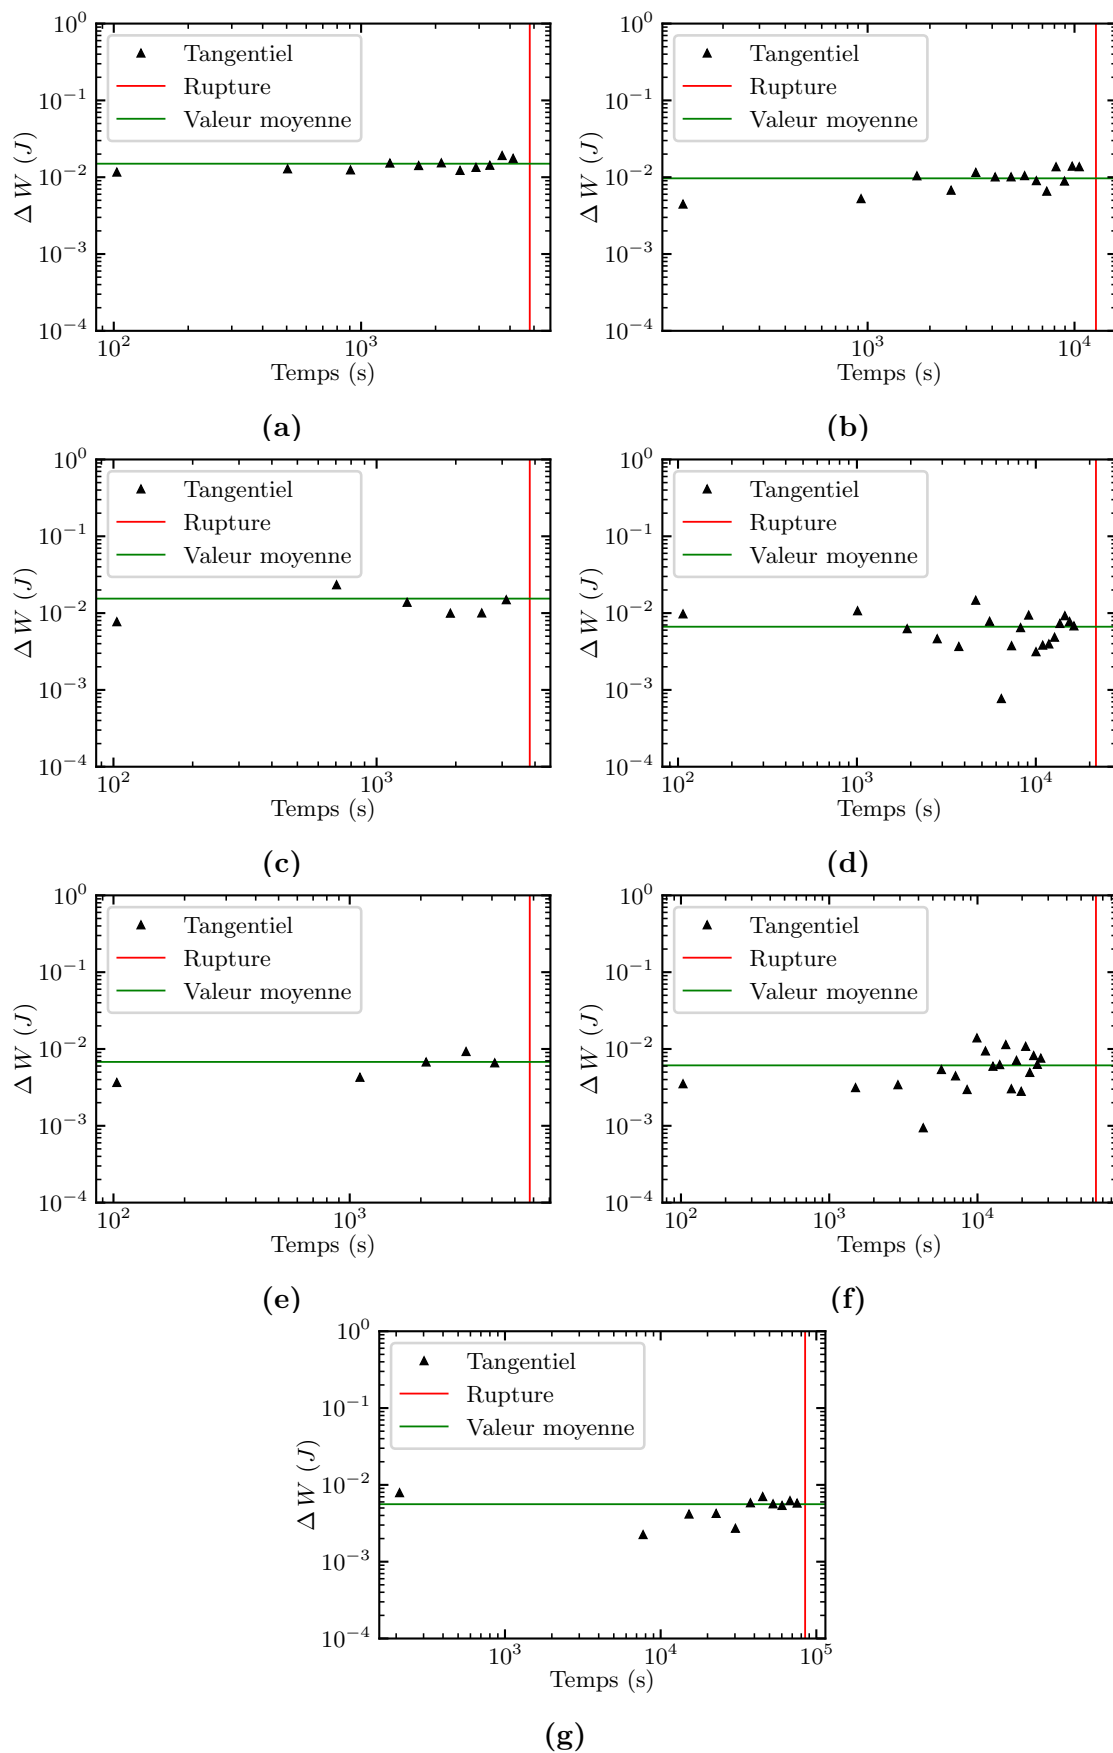 10^0
10^-1
10^-2
10^-3
10^-4
Δ W (J)
Tangentiel
Rupture
Valeur moyenne
10^2
10^3
Temps (s)
(a)
10^0
10^-1
10^-2
10^-3
10^-4
Δ W (J)
Tangentiel
Rupture
Valeur moyenne
10^3
10^4
Temps (s)
(b)
10^0
10^-1
10^-2
10^-3
10^-4
Δ W (J)
Tangentiel
Rupture
Valeur moyenne
10^2
10^3
Temps (s)
(c)
10^0
10^-1
10^-2
10^-3
10^-4
Δ W (J)
Tangentiel
Rupture
Valeur moyenne
10^2
10^3
10^4
Temps (s)
(d)
10^0
10^-1
10^-2
10^-3
10^-4
Δ W (J)
Tangentiel
Rupture
Valeur moyenne
10^2
10^3
Temps (s)
(e)
10^0
10^-1
10^-2
10^-3
10^-4
Δ W (J)
Tangentiel
Rupture
Valeur moyenne
10^2
10^3
10^4
Temps (s)
(f)
10^0
10^-1
10^-2
10^-3
10^-4
Δ W (J)
Tangentiel
Rupture
Valeur moyenne
10^3
10^4
10^5
Temps (s)
(g)